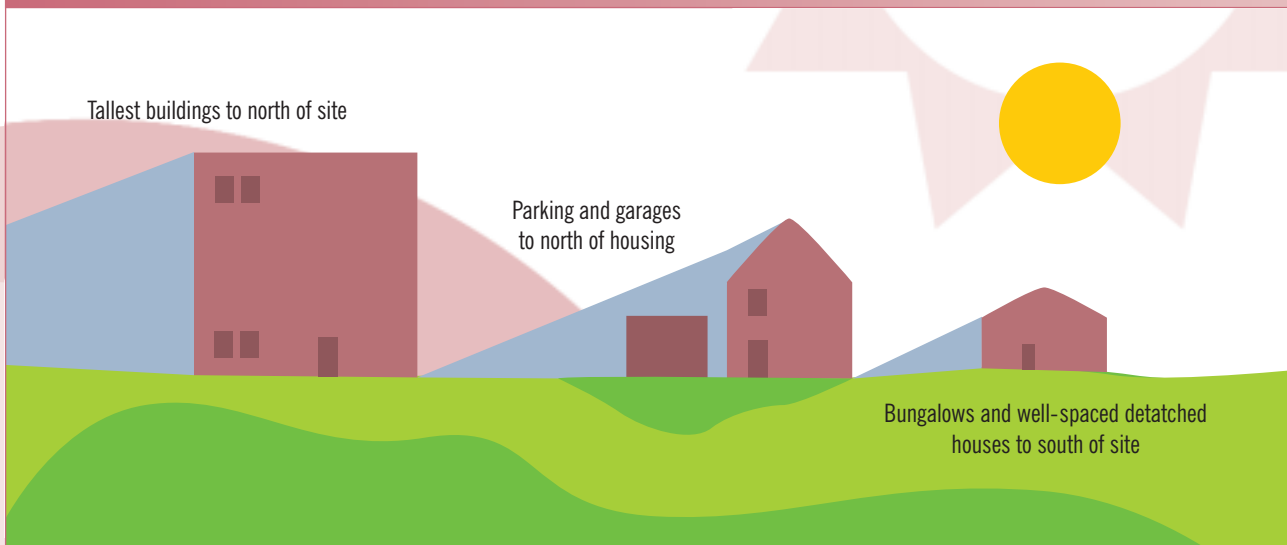 Tallest buildings to north of site
Parking and garages
to north of housing
Bungalows and well-spaced detatched
houses to south of site